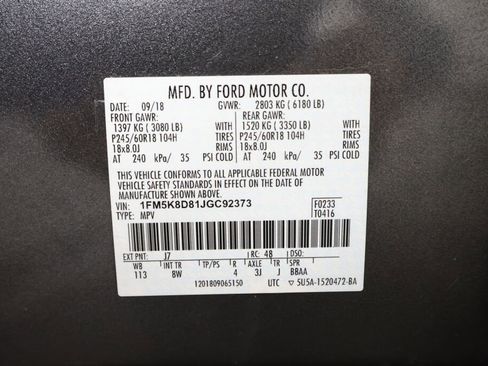 MFD. BY FORD MOTOR CO.
DATE: 09/18 GVWR: 2803 KG ( 6180 LB)
FRONT GAWR: REAR GAWR:
1397 KG ( 3080 LB) WITH 1520 KG ( 3350 LB) WITH
P245/60R18 104H TIRES P245/60R18 104H TIRES
18x8.0J RIMS 18x8.0J RIMS
AT 240 kPa/ 35 PSI COLD AT 240 kPa/ 35 PSI COLD
THIS VEHICLE CONFORMS TO ALL APPLICABLE FEDERAL MOTOR
VEHICLE SAFETY STANDARDS IN EFFECT ON THE DATE OF
MANUFACTURE SHOWN ABOVE.
VIN: 1FM5K8D81JGC92373 F0233
TYPE: MPV T0416
EXT PNT: J7 RC: 48 DSO:
WB INT TR TP/PS R AXLE TR SPR
113 8W 4 3J J BBAA
1201809065150 UTC ▽ 5U5A-1520472-BA